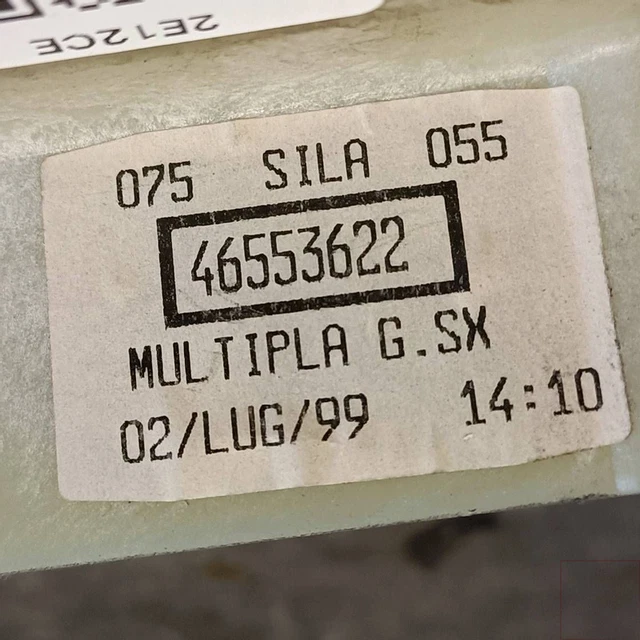 2E12CE
075 SILA 055
46553622
MULTIPLA G.SX
02/LUG/99 14:10